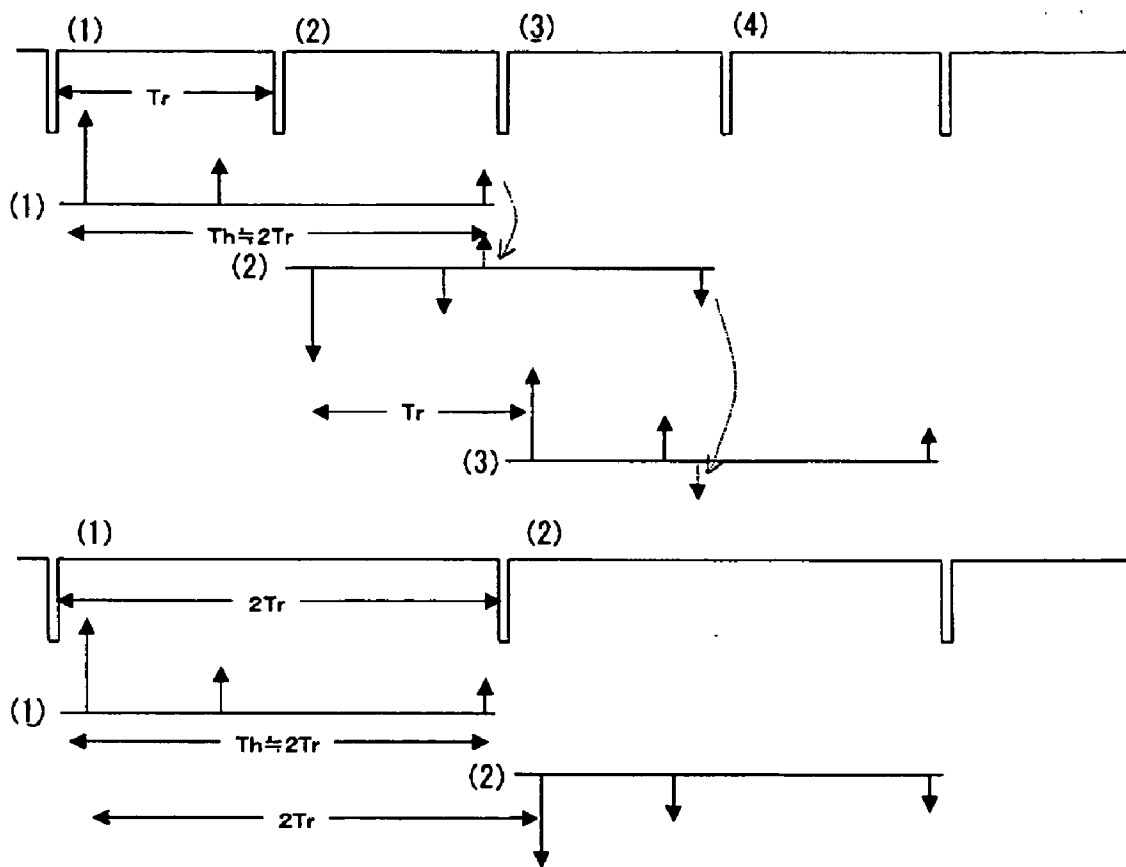 (1) (2) (3) (4)
Tr
(1)
Th≒2Tr
(2)
Tr
(3)
(1) (2)
2Tr
(1)
Th≒2Tr
(2)
2Tr